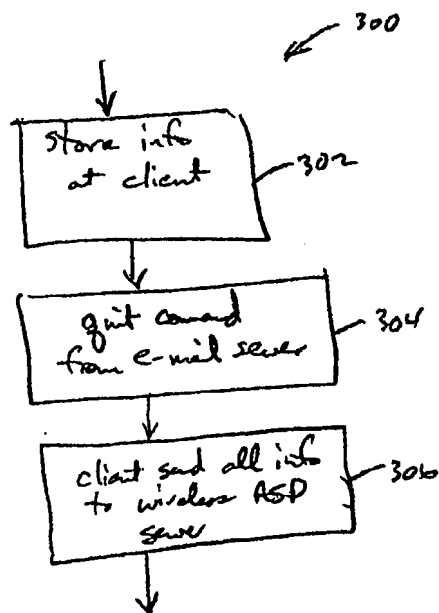 300
store info
at client
302
quit comand
from e-mail server
304
client send all info
to wireless ASP
server
306